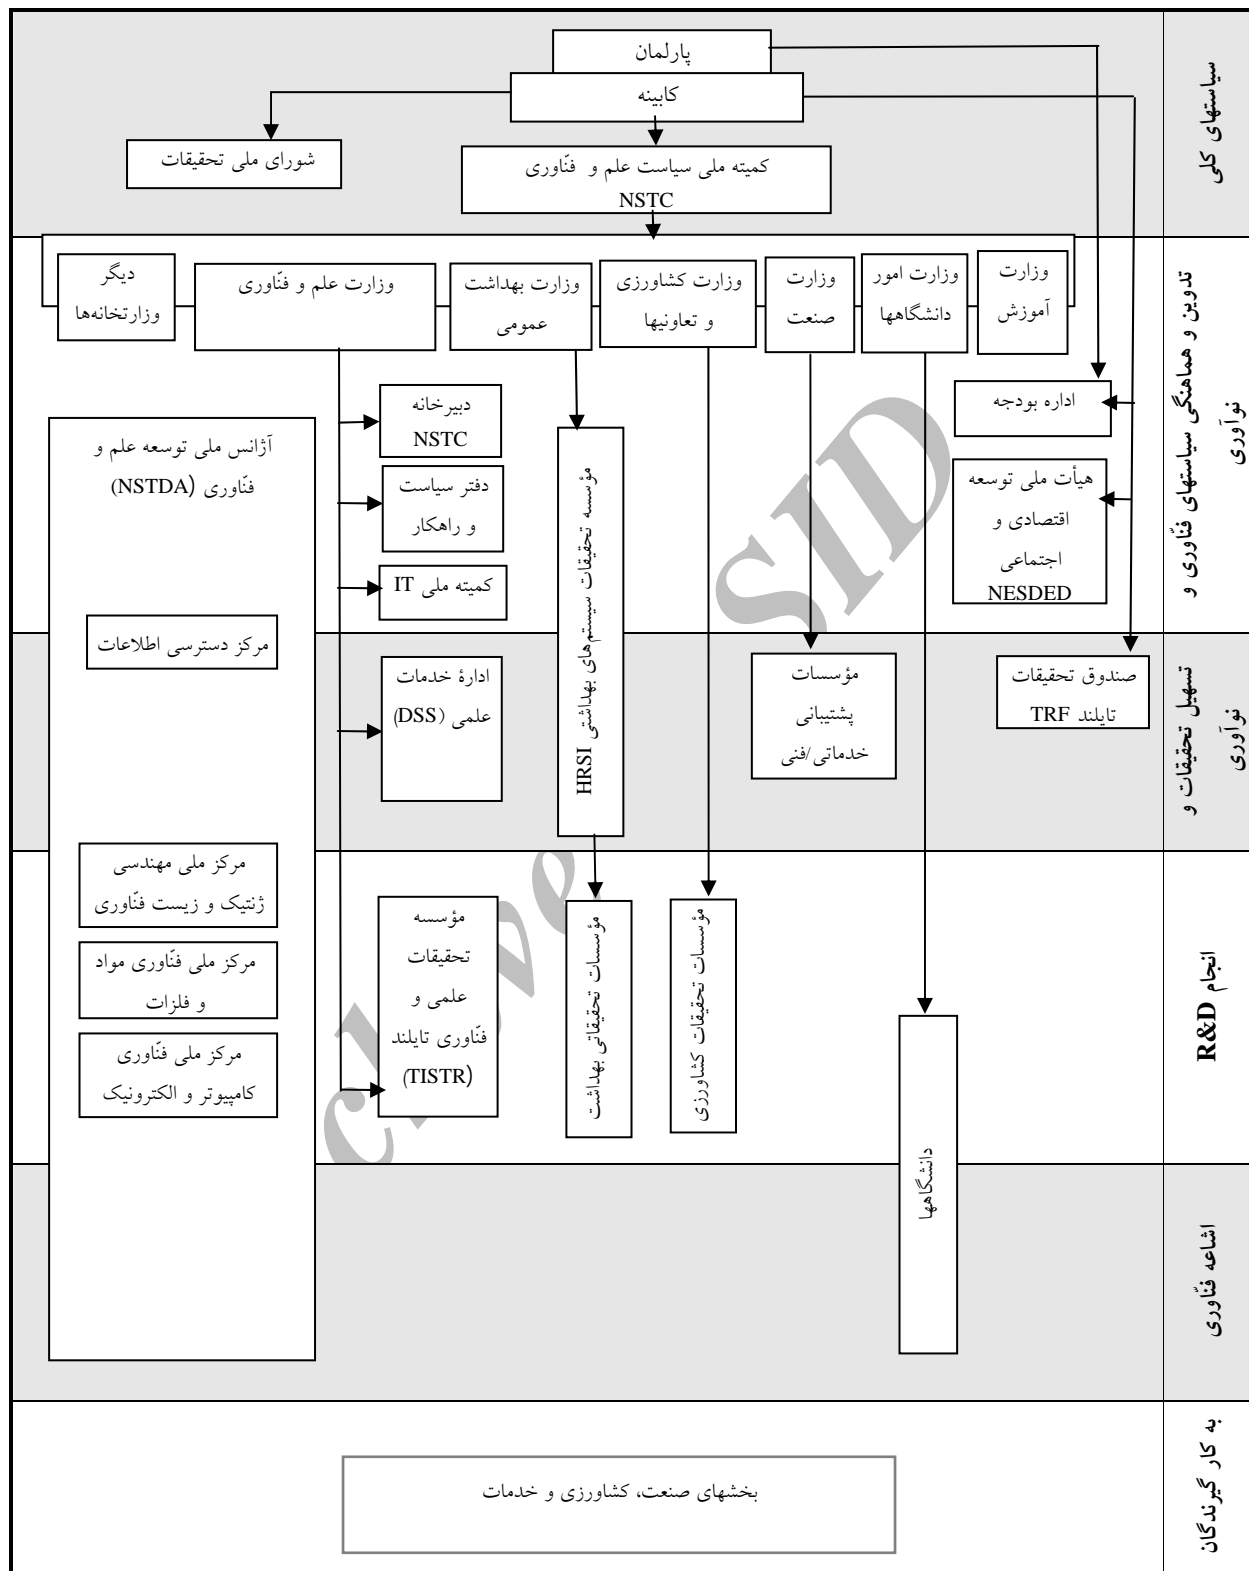 سیاستهای کلی
پارلمان
کابینه
شورای ملی تحقیقات
کمیته ملی سیاست علم و فنّاوری
NSTC
تدوین و هماهنگی سیاستهای فنّاوری و
نوآوری
وزارت
آموزش
وزارت امور
دانشگاهها
وزارت
صنعت
وزارت کشاورزی
و تعاونیها
وزارت بهداشت
عمومی
وزارت علم و فنّاوری
دیگر
وزارتخانه‌ها
اداره بودجه
هیأت ملی توسعه
اقتصادی و
اجتماعی
NESDED
دبیرخانه
NSTC
دفتر سیاست
و راهکار
کمیته ملی IT
آژانس ملی توسعه علم و
فنّاوری (NSTDA)
مرکز دسترسی اطلاعات
مؤسسه تحقیقات سیستم‌های بهداشتی HRSI
تسهیل تحقیقات و
نوآوری
صندوق تحقیقات
تایلند TRF
مؤسسات
پشتیبانی
خدماتی/فنی
ادارۀ خدمات
علمی (DSS)
انجام R&D
مرکز ملی مهندسی
ژنتیک و زیست فنّاوری
مرکز ملی فنّاوری مواد
و فلزات
مرکز ملی فنّاوری
کامپیوتر و الکترونیک
مؤسسه
تحقیقات
علمی و
فنّاوری تایلند
(TISTR)
مؤسسات تحقیقاتی بهداشت
مؤسسات تحقیقات کشاورزی
دانشگاهها
اشاعه فنّاوری
به کار گیرندگان
بخشهای صنعت، کشاورزی و خدمات
Archive of SID